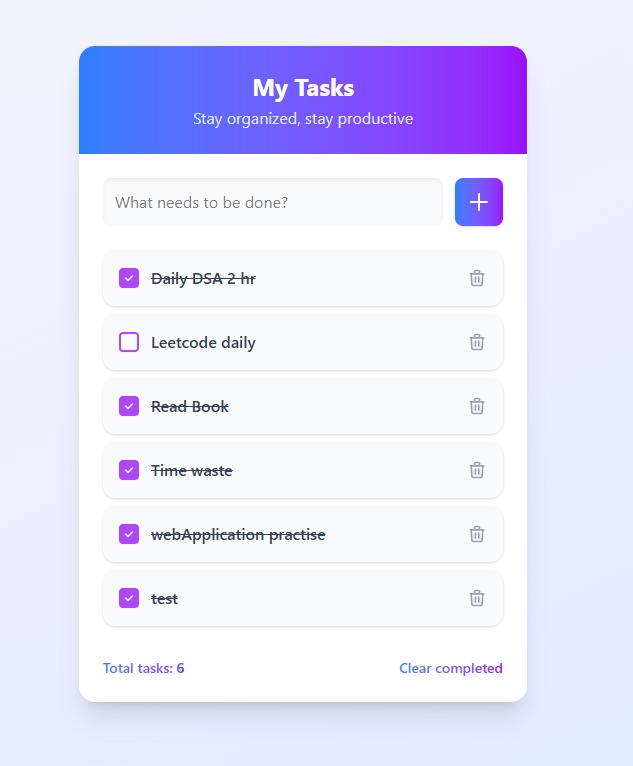 My Tasks
Stay organized, stay productive
What needs to be done?
Daily DSA 2 hr
Leetcode daily
Read Book
Time waste
webApplication practise
test
Total tasks: 6
Clear completed